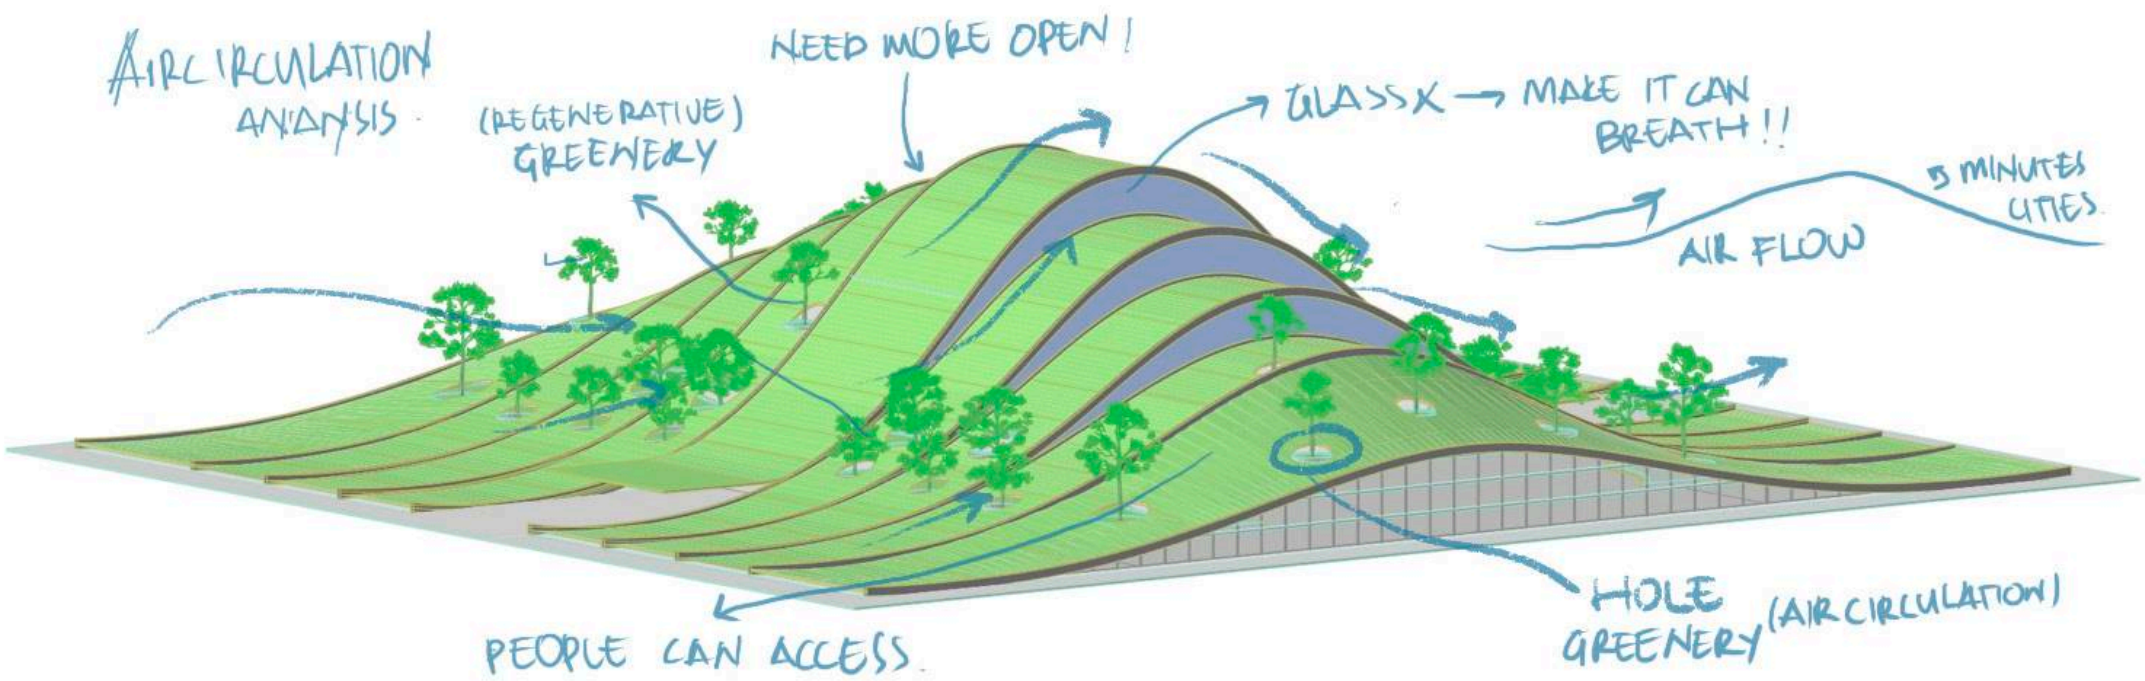 AIRCIRCULATION
ANANYSIS.
(REGENERATIVE)
GREENERY
NEED MORE OPEN!
GLASS X → MAKE IT CAN
BREATH!!
5 MINUTES
CITIES.
AIR FLOW
PEOPLE CAN ACCESS.
HOLE
GREENERY (AIRCIRCULATION)